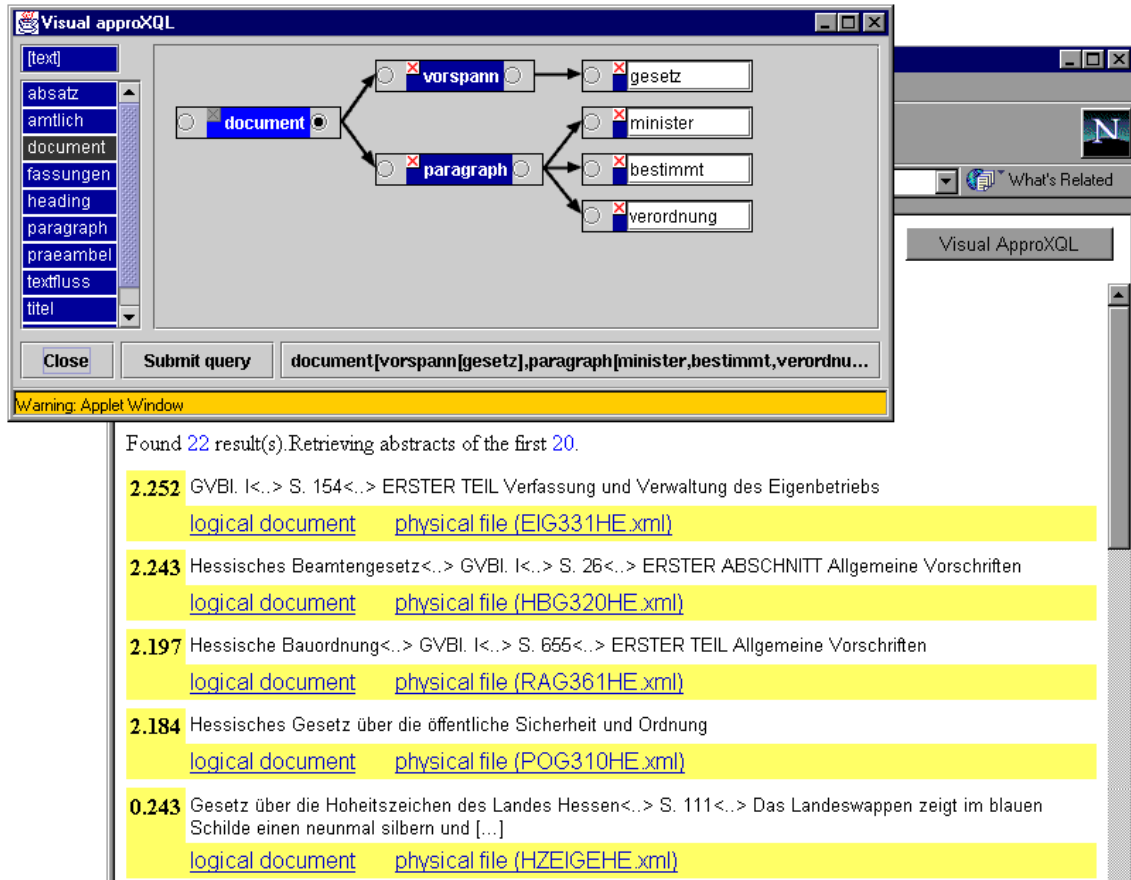 Visual approXQL
[text]
absatz
amtlich
document
fassungen
heading
paragraph
praeambel
textfluss
titel
document
vorspann
gesetz
paragraph
minister
bestimmt
verordnung
Close
Submit query
document[vorspann[gesetz],paragraph[minister,bestimmt,verordnu...
Warning: Applet Window
N
What's Related
Visual ApproXQL
Found 22 result(s).Retrieving abstracts of the first 20.
2.252 GVBl. I<..> S. 154<..> ERSTER TEIL Verfassung und Verwaltung des Eigenbetriebs
logical document physical file (EIG331HE.xml)
2.243 Hessisches Beamtengesetz<..> GVBl. I<..> S. 26<..> ERSTER ABSCHNITT Allgemeine Vorschriften
logical document physical file (HBG320HE.xml)
2.197 Hessische Bauordnung<..> GVBl. I<..> S. 655<..> ERSTER TEIL Allgemeine Vorschriften
logical document physical file (RAG361HE.xml)
2.184 Hessisches Gesetz über die öffentliche Sicherheit und Ordnung
logical document physical file (POG310HE.xml)
0.243 Gesetz über die Hoheitszeichen des Landes Hessen<..> S. 111<..> Das Landeswappen zeigt im blauen
Schilde einen neunmal silbern und [...]
logical document physical file (HZEIGEHE.xml)